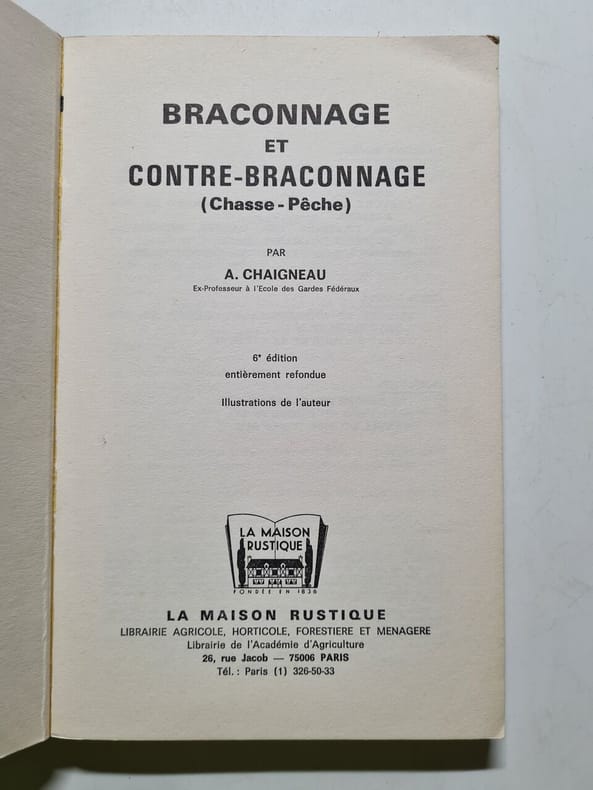 BRACONNAGE
ET
CONTRE-BRACONNAGE
(Chasse - Pêche)
PAR
A. CHAIGNEAU
Ex-Professeur à l'Ecole des Gardes Fédéraux
6e édition
entièrement refondue
Illustrations de l'auteur
LA MAISON
RUSTIQUE
FONDÉE EN 1836
LA MAISON RUSTIQUE
LIBRAIRIE AGRICOLE, HORTICOLE, FORESTIERE ET MENAGERE
Librairie de l'Académie d'Agriculture
26, rue Jacob — 75006 PARIS
Tél. : Paris (1) 326-50-33